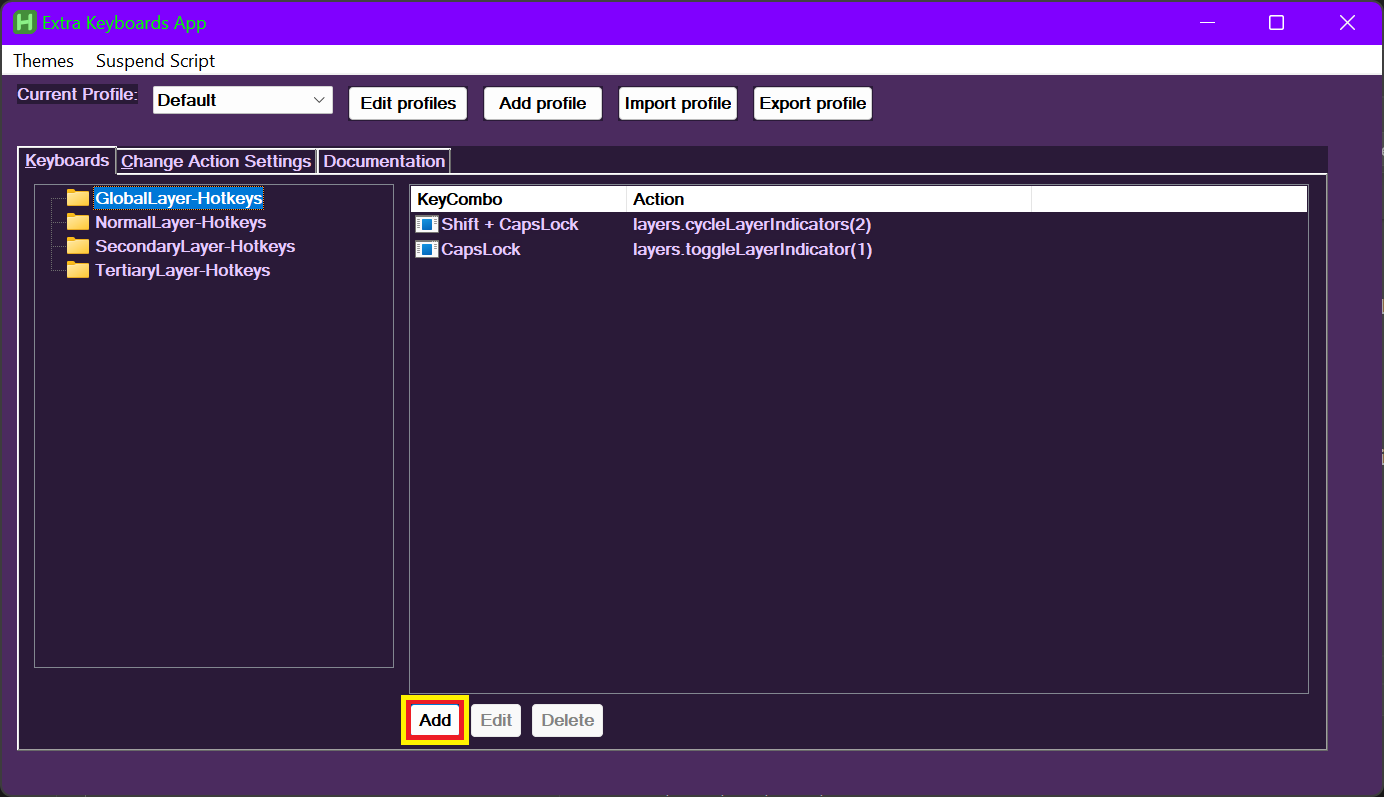 Extra Keyboards App
Themes Suspend Script
Current Profile: Default Edit profiles Add profile Import profile Export profile
Keyboards Change Action Settings Documentation
GlobalLayer-Hotkeys
NormalLayer-Hotkeys
SecondaryLayer-Hotkeys
TertiaryLayer-Hotkeys
KeyCombo Action
Shift + CapsLock layers.cycleLayerIndicators(2)
CapsLock layers.toggleLayerIndicator(1)
Add Edit Delete